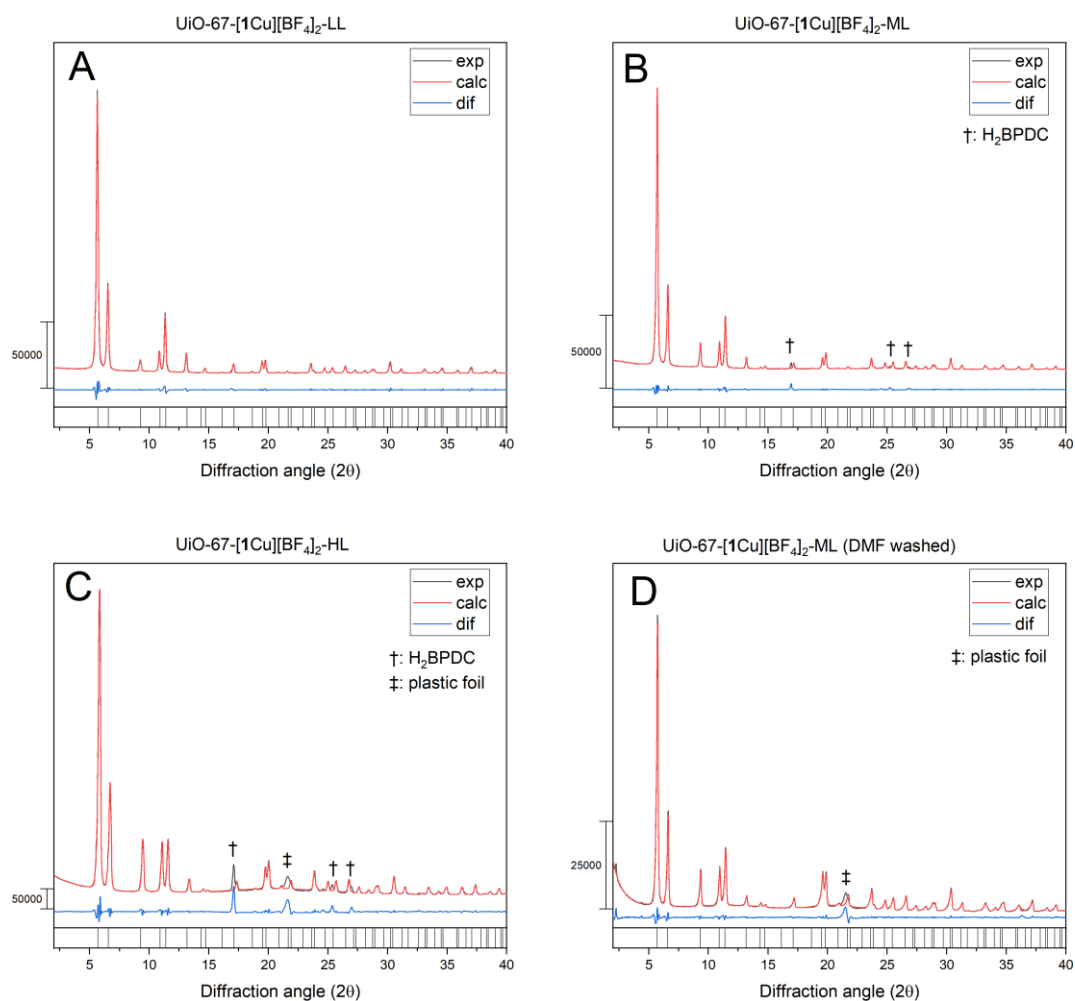 UiO-67-[1Cu][BF₄]₂-LL
A
exp
calc
dif
50000
5 10 15 20 25 30 35 40
Diffraction angle (2θ)
UiO-67-[1Cu][BF₄]₂-ML
B
exp
calc
dif
†: H₂BPDC
† † †
50000
5 10 15 20 25 30 35 40
Diffraction angle (2θ)
UiO-67-[1Cu][BF₄]₂-HL
C
exp
calc
dif
†: H₂BPDC
‡: plastic foil
† ‡ † †
50000
5 10 15 20 25 30 35 40
Diffraction angle (2θ)
UiO-67-[1Cu][BF₄]₂-ML (DMF washed)
D
exp
calc
dif
‡: plastic foil
‡
25000
5 10 15 20 25 30 35 40
Diffraction angle (2θ)